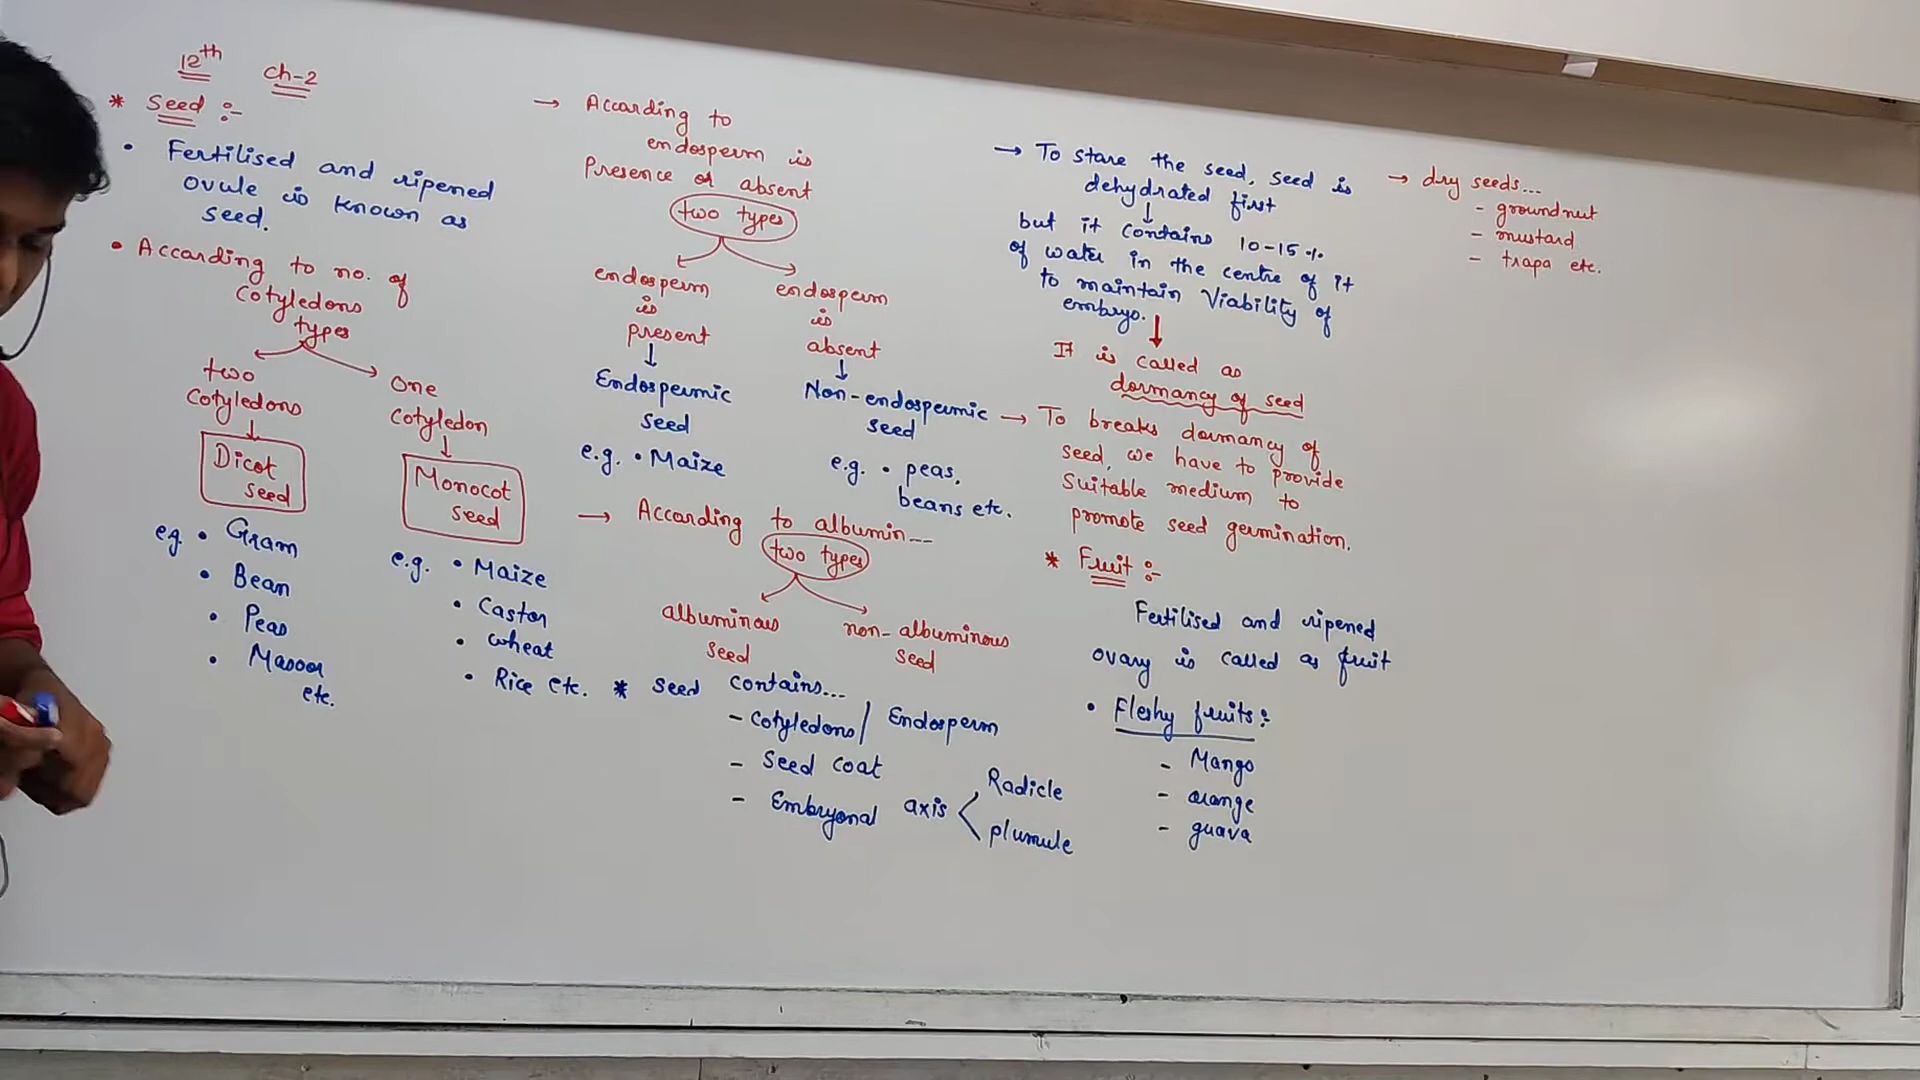 12th ch-2
* Seed :-
• Fertilised and ripened
ovule is known as
seed.
• According to no. of
cotyledons
types
two
cotyledons
Dicot
seed
e.g. • Gram
• Bean
• Peas
• Masoor
etc.
One
cotyledon
Monocot
seed
e.g. • Maize
• Castor
• wheat
• Rice etc.
→ According to
endosperm is
Presence or absent
two types
endosperm
is
present
Endospermic
seed
e.g. • Maize
endosperm
is
absent
Non-endospermic
seed
e.g. • peas,
beans etc.
→ According to albumin...
two types
albuminous
seed
non-albuminous
seed
* Seed contains...
- Cotyledons / Endosperm
- Seed coat
- Embryonal axis
Radicle
plumule
→ To store the seed, seed is
dehydrated first
but it contains 10-15%
of water in the centre of it
to maintain Viability of
embryo.
It is called as
dormancy of seed
→ To breaks dormancy of
seed, we have to provide
Suitable medium to
promote seed germination.
* Fruit :-
Fertilised and ripened
ovary is called as fruit
• Fleshy fruits:
- Mango
- orange
- guava
→ dry seeds...
- groundnut
- mustard
- trapa etc.